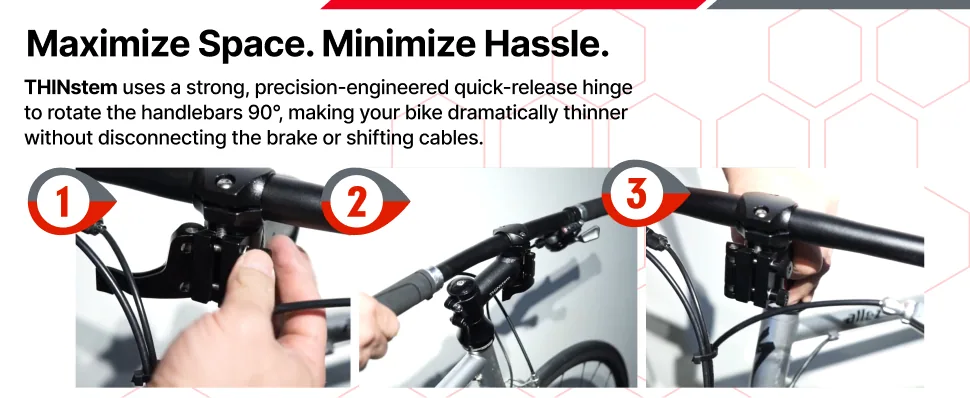 Maximize Space. Minimize Hassle.
THINstem uses a strong, precision-engineered quick-release hinge
to rotate the handlebars 90°, making your bike dramatically thinner
without disconnecting the brake or shifting cables.
1
2
3